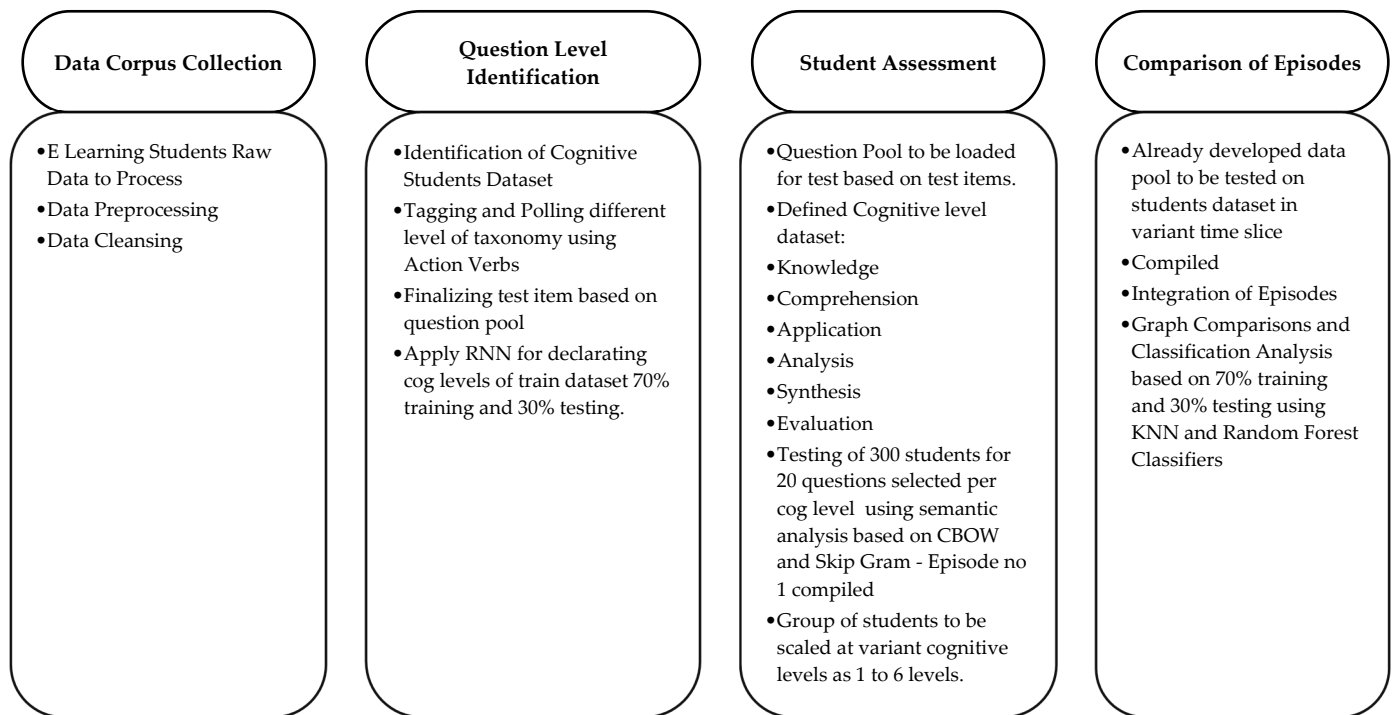 Data Corpus Collection
•E Learning Students Raw
Data to Process
•Data Preprocessing
•Data Cleansing
Question Level
Identification
•Identification of Cognitive
Students Dataset
•Tagging and Polling different
level of taxonomy using
Action Verbs
•Finalizing test item based on
question pool
•Apply RNN for declarating
cog levels of train dataset 70%
training and 30% testing.
Student Assessment
•Question Pool to be loaded
for test based on test items.
•Defined Cognitive level
dataset:
•Knowledge
•Comprehension
•Application
•Analysis
•Synthesis
•Evaluation
•Testing of 300 students for
20 questions selected per
cog level using semantic
analysis based on CBOW
and Skip Gram - Episode no
1 compiled
•Group of students to be
scaled at variant cognitive
levels as 1 to 6 levels.
Comparison of Episodes
•Already developed data
pool to be tested on
students dataset in
variant time slice
•Compiled
•Integration of Episodes
•Graph Comparisons and
Classification Analysis
based on 70% training
and 30% testing using
KNN and Random Forest
Classifiers